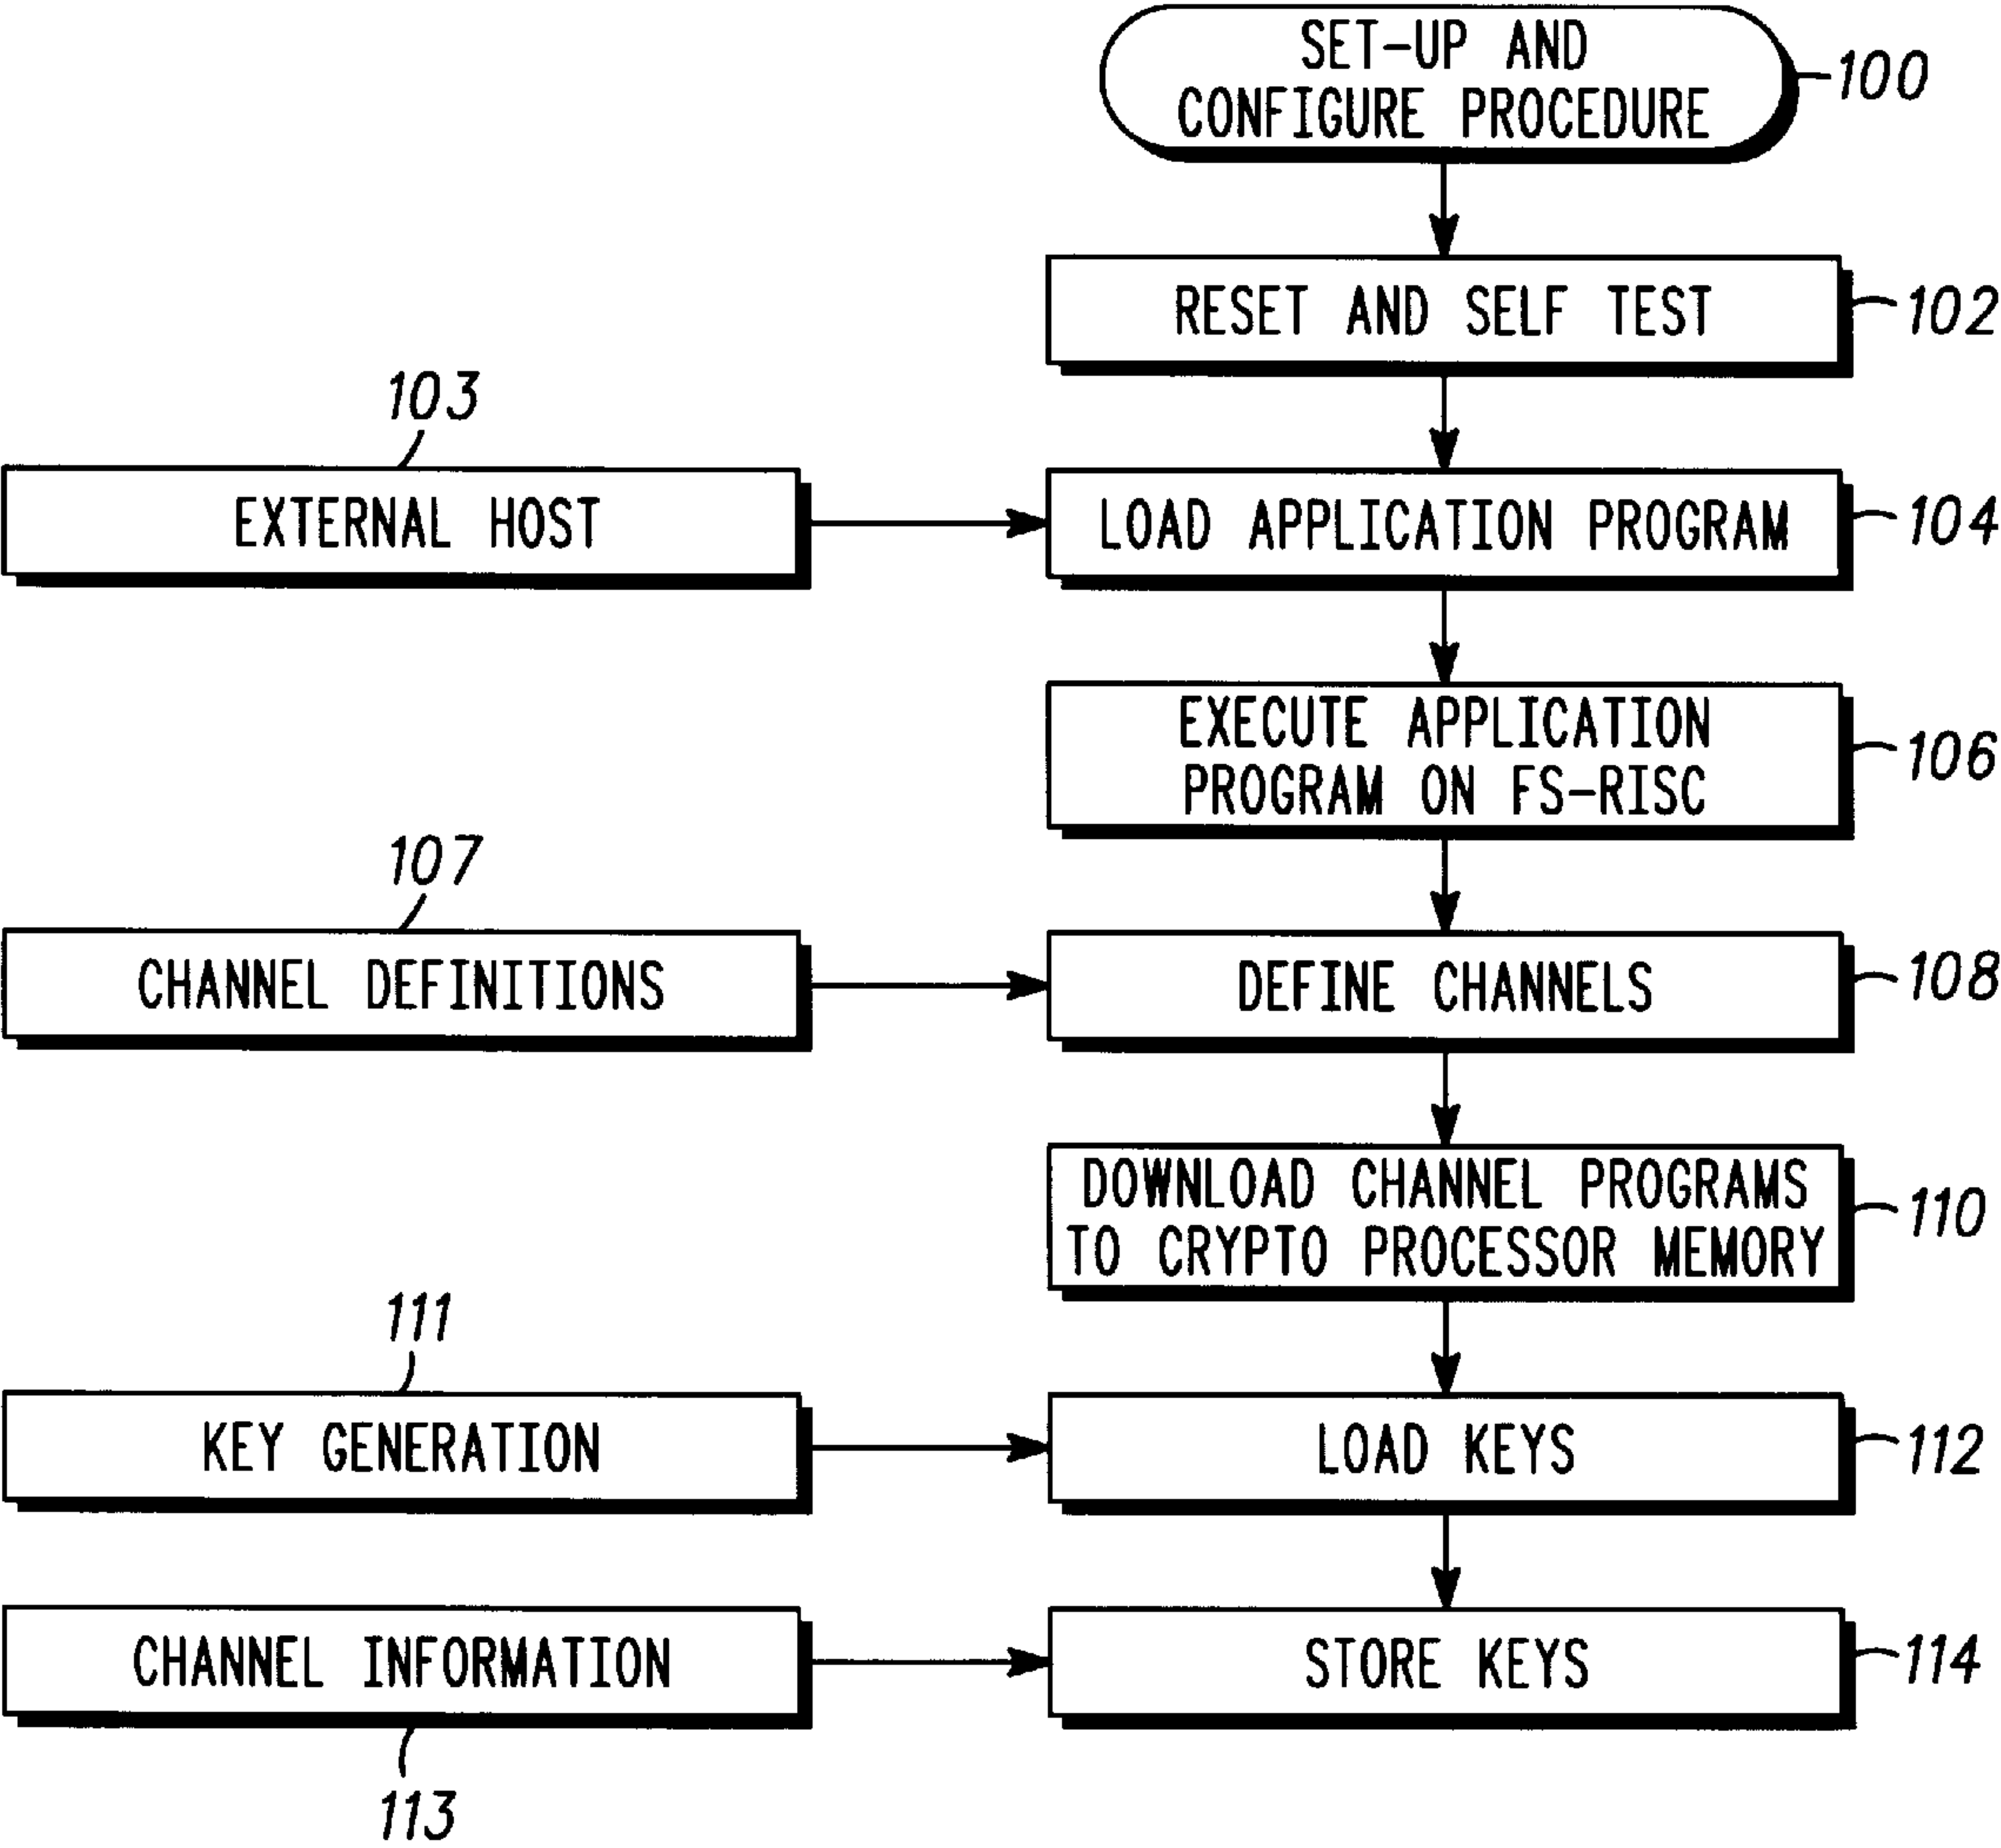 SET-UP AND
CONFIGURE PROCEDURE
100
RESET AND SELF TEST
102
103
EXTERNAL HOST
LOAD APPLICATION PROGRAM
104
EXECUTE APPLICATION
PROGRAM ON FS-RISC
106
107
CHANNEL DEFINITIONS
DEFINE CHANNELS
108
DOWNLOAD CHANNEL PROGRAMS
TO CRYPTO PROCESSOR MEMORY
110
111
KEY GENERATION
LOAD KEYS
112
CHANNEL INFORMATION
STORE KEYS
114
113